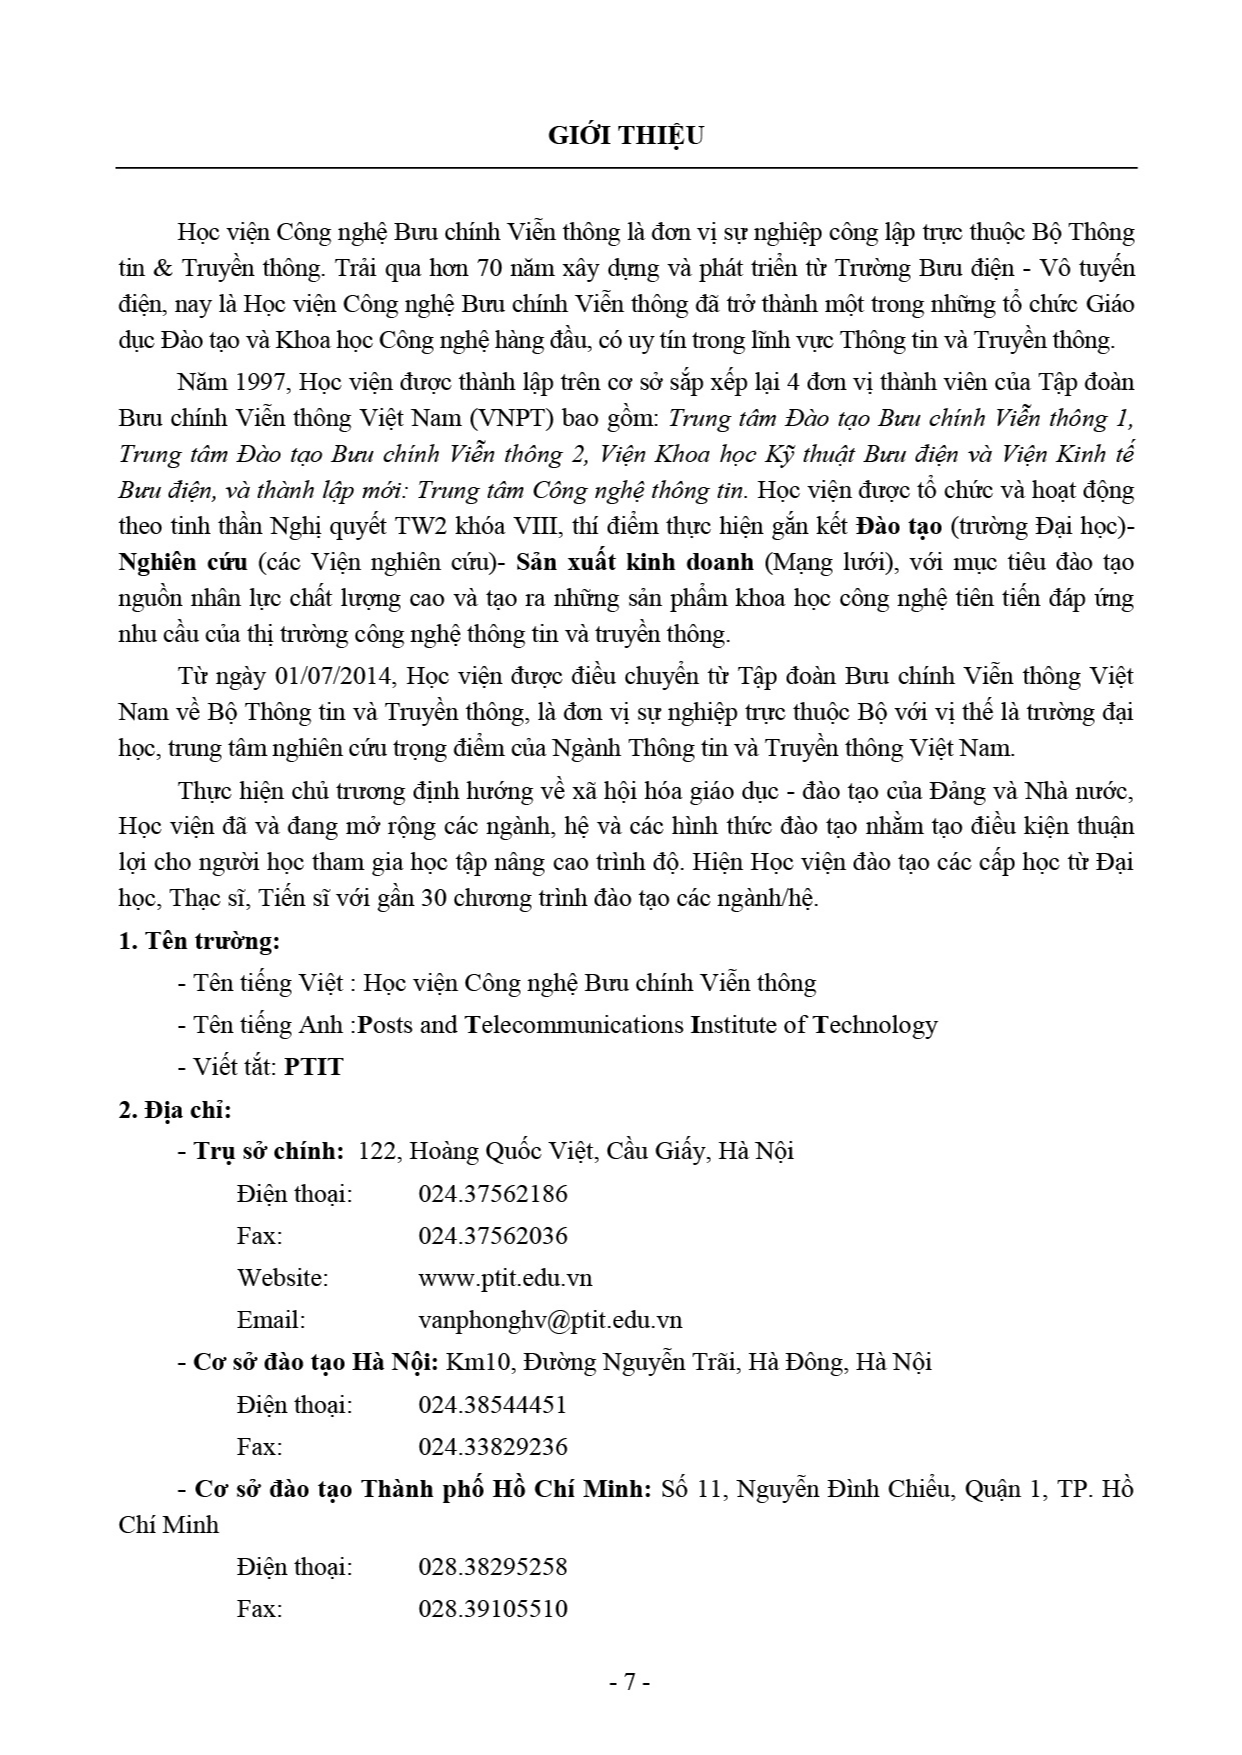 GIỚI THIỆU
Học viện Công nghệ Bưu chính Viễn thông là đơn vị sự nghiệp công lập trực thuộc Bộ Thông
tin & Truyền thông. Trải qua hơn 70 năm xây dựng và phát triển từ Trường Bưu điện - Vô tuyến
điện, nay là Học viện Công nghệ Bưu chính Viễn thông đã trở thành một trong những tổ chức Giáo
dục Đào tạo và Khoa học Công nghệ hàng đầu, có uy tín trong lĩnh vực Thông tin và Truyền thông.
Năm 1997, Học viện được thành lập trên cơ sở sắp xếp lại 4 đơn vị thành viên của Tập đoàn
Bưu chính Viễn thông Việt Nam (VNPT) bao gồm: Trung tâm Đào tạo Bưu chính Viễn thông 1,
Trung tâm Đào tạo Bưu chính Viễn thông 2, Viện Khoa học Kỹ thuật Bưu điện và Viện Kinh tế
Bưu điện, và thành lập mới: Trung tâm Công nghệ thông tin. Học viện được tổ chức và hoạt động
theo tinh thần Nghị quyết TW2 khóa VIII, thí điểm thực hiện gắn kết Đào tạo (trường Đại học)-
Nghiên cứu (các Viện nghiên cứu)- Sản xuất kinh doanh (Mạng lưới), với mục tiêu đào tạo
nguồn nhân lực chất lượng cao và tạo ra những sản phẩm khoa học công nghệ tiên tiến đáp ứng
nhu cầu của thị trường công nghệ thông tin và truyền thông.
Từ ngày 01/07/2014, Học viện được điều chuyển từ Tập đoàn Bưu chính Viễn thông Việt
Nam về Bộ Thông tin và Truyền thông, là đơn vị sự nghiệp trực thuộc Bộ với vị thế là trường đại
học, trung tâm nghiên cứu trọng điểm của Ngành Thông tin và Truyền thông Việt Nam.
Thực hiện chủ trương định hướng về xã hội hóa giáo dục - đào tạo của Đảng và Nhà nước,
Học viện đã và đang mở rộng các ngành, hệ và các hình thức đào tạo nhằm tạo điều kiện thuận
lợi cho người học tham gia học tập nâng cao trình độ. Hiện Học viện đào tạo các cấp học từ Đại
học, Thạc sĩ, Tiến sĩ với gần 30 chương trình đào tạo các ngành/hệ.
1. Tên trường:
- Tên tiếng Việt : Học viện Công nghệ Bưu chính Viễn thông
- Tên tiếng Anh :Posts and Telecommunications Institute of Technology
- Viết tắt: PTIT
2. Địa chỉ:
- Trụ sở chính: 122, Hoàng Quốc Việt, Cầu Giấy, Hà Nội
Điện thoại: 024.37562186
Fax: 024.37562036
Website: www.ptit.edu.vn
Email: vanphonghv@ptit.edu.vn
- Cơ sở đào tạo Hà Nội: Km10, Đường Nguyễn Trãi, Hà Đông, Hà Nội
Điện thoại: 024.38544451
Fax: 024.33829236
- Cơ sở đào tạo Thành phố Hồ Chí Minh: Số 11, Nguyễn Đình Chiểu, Quận 1, TP. Hồ
Chí Minh
Điện thoại: 028.38295258
Fax: 028.39105510
- 7 -